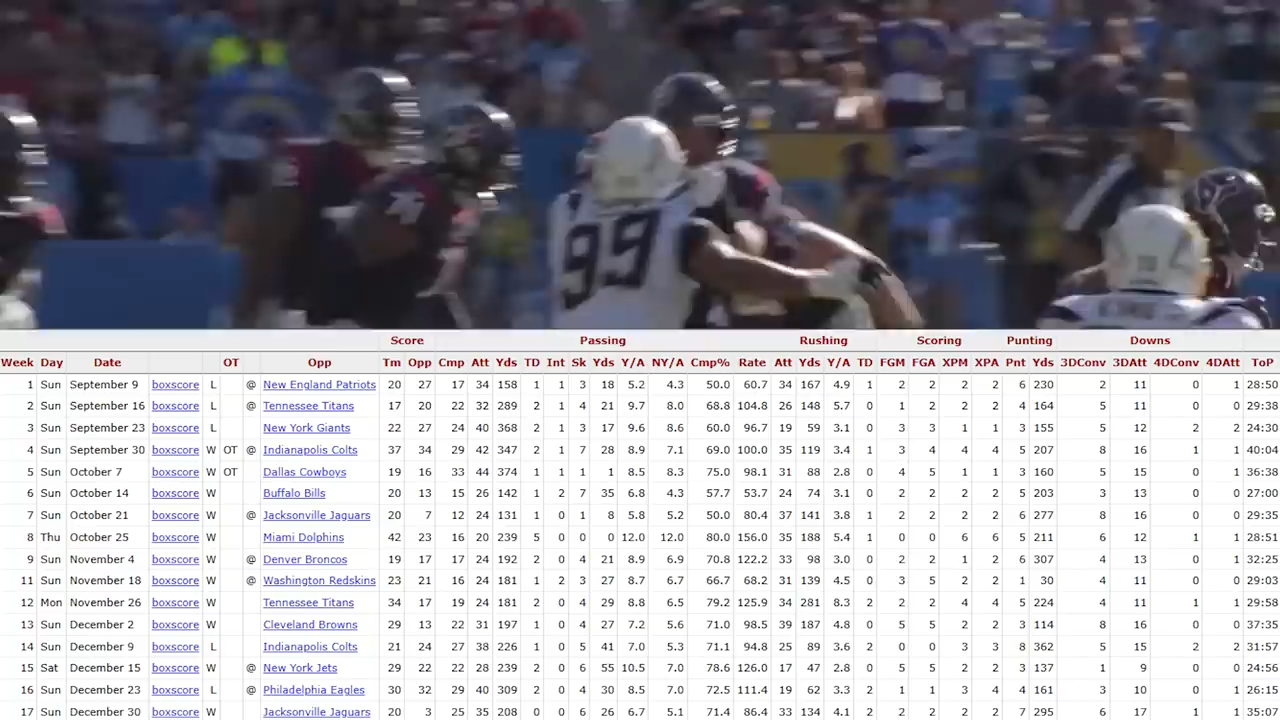 99
Score Passing Rushing Scoring Punting Downs
Week Day Date OT Opp Tm Opp Cmp Att Yds TD Int Sk Yds Y/A NY/A Cmp% Rate Att Yds Y/A TD FGM FGA XPM XPA Pnt Yds 3DConv 3DAtt 4DConv 4DAtt ToP
1 Sun September 9 boxscore L @ New England Patriots 20 27 17 34 158 1 1 3 18 5.2 4.3 50.0 60.7 34 167 4.9 1 2 2 2 2 6 230 2 11 0 1 28:50
2 Sun September 16 boxscore L @ Tennessee Titans 17 20 22 32 289 2 1 4 21 9.7 8.0 68.8 104.8 26 148 5.7 0 1 2 2 2 4 164 5 11 0 0 29:38
3 Sun September 23 boxscore L New York Giants 22 27 24 40 368 2 1 3 17 9.6 8.6 60.0 96.7 19 59 3.1 0 3 3 1 1 3 155 5 12 2 2 24:30
4 Sun September 30 boxscore W OT @ Indianapolis Colts 37 34 29 42 347 2 1 7 28 8.9 7.1 69.0 100.0 35 119 3.4 1 3 4 4 4 5 207 8 16 1 1 40:04
5 Sun October 7 boxscore W OT Dallas Cowboys 19 16 33 44 374 1 1 1 8 8.5 8.3 75.0 98.1 31 88 2.8 0 4 5 1 1 3 160 5 15 0 1 36:38
6 Sun October 14 boxscore W Buffalo Bills 20 13 15 26 142 1 2 7 35 6.8 4.3 57.7 53.7 24 74 3.1 0 2 2 2 2 5 203 3 13 0 0 27:00
7 Sun October 21 boxscore W @ Jacksonville Jaguars 20 7 12 24 131 1 0 1 8 5.8 5.2 50.0 80.4 37 141 3.8 1 2 2 2 2 6 277 8 16 0 0 29:35
8 Thu October 25 boxscore W Miami Dolphins 42 23 16 20 239 5 0 0 0 12.0 12.0 80.0 156.0 35 188 5.4 1 0 0 6 6 5 211 6 12 1 1 28:51
9 Sun November 4 boxscore W @ Denver Broncos 19 17 17 24 192 2 0 4 21 8.9 6.9 70.8 122.2 33 98 3.0 0 2 2 1 2 6 307 4 13 0 1 32:25
11 Sun November 18 boxscore W @ Washington Redskins 23 21 16 24 181 1 2 3 27 8.7 6.7 66.7 68.2 31 139 4.5 1 3 5 2 2 1 30 4 11 0 0 29:03
12 Mon November 26 boxscore W Tennessee Titans 34 17 19 24 181 2 0 4 29 8.8 6.5 79.2 125.9 34 281 8.3 2 2 2 4 4 5 224 4 11 1 0 29:58
13 Sun December 2 boxscore W Cleveland Browns 29 13 22 31 197 1 0 4 27 7.2 5.6 71.0 98.5 39 187 4.8 0 5 5 2 2 3 114 8 16 0 0 37:35
14 Sun December 9 boxscore L Indianapolis Colts 21 24 27 38 226 1 0 5 41 7.0 5.3 71.1 94.8 25 89 3.6 2 0 0 3 3 8 362 5 15 2 2 31:57
15 Sat December 15 boxscore W @ New York Jets 29 22 22 28 239 2 0 6 55 10.5 7.0 78.6 126.0 17 47 2.8 0 5 5 2 2 3 137 1 9 0 0 24:56
16 Sun December 23 boxscore L @ Philadelphia Eagles 30 32 29 40 309 2 0 4 30 8.5 7.0 72.5 111.4 19 62 3.3 2 1 1 3 4 4 161 3 10 0 1 26:15
17 Sun December 30 boxscore W Jacksonville Jaguars 20 3 25 35 208 0 0 6 26 6.7 5.1 71.4 86.4 33 134 4.1 2 2 2 2 2 7 295 6 17 1 1 35:07